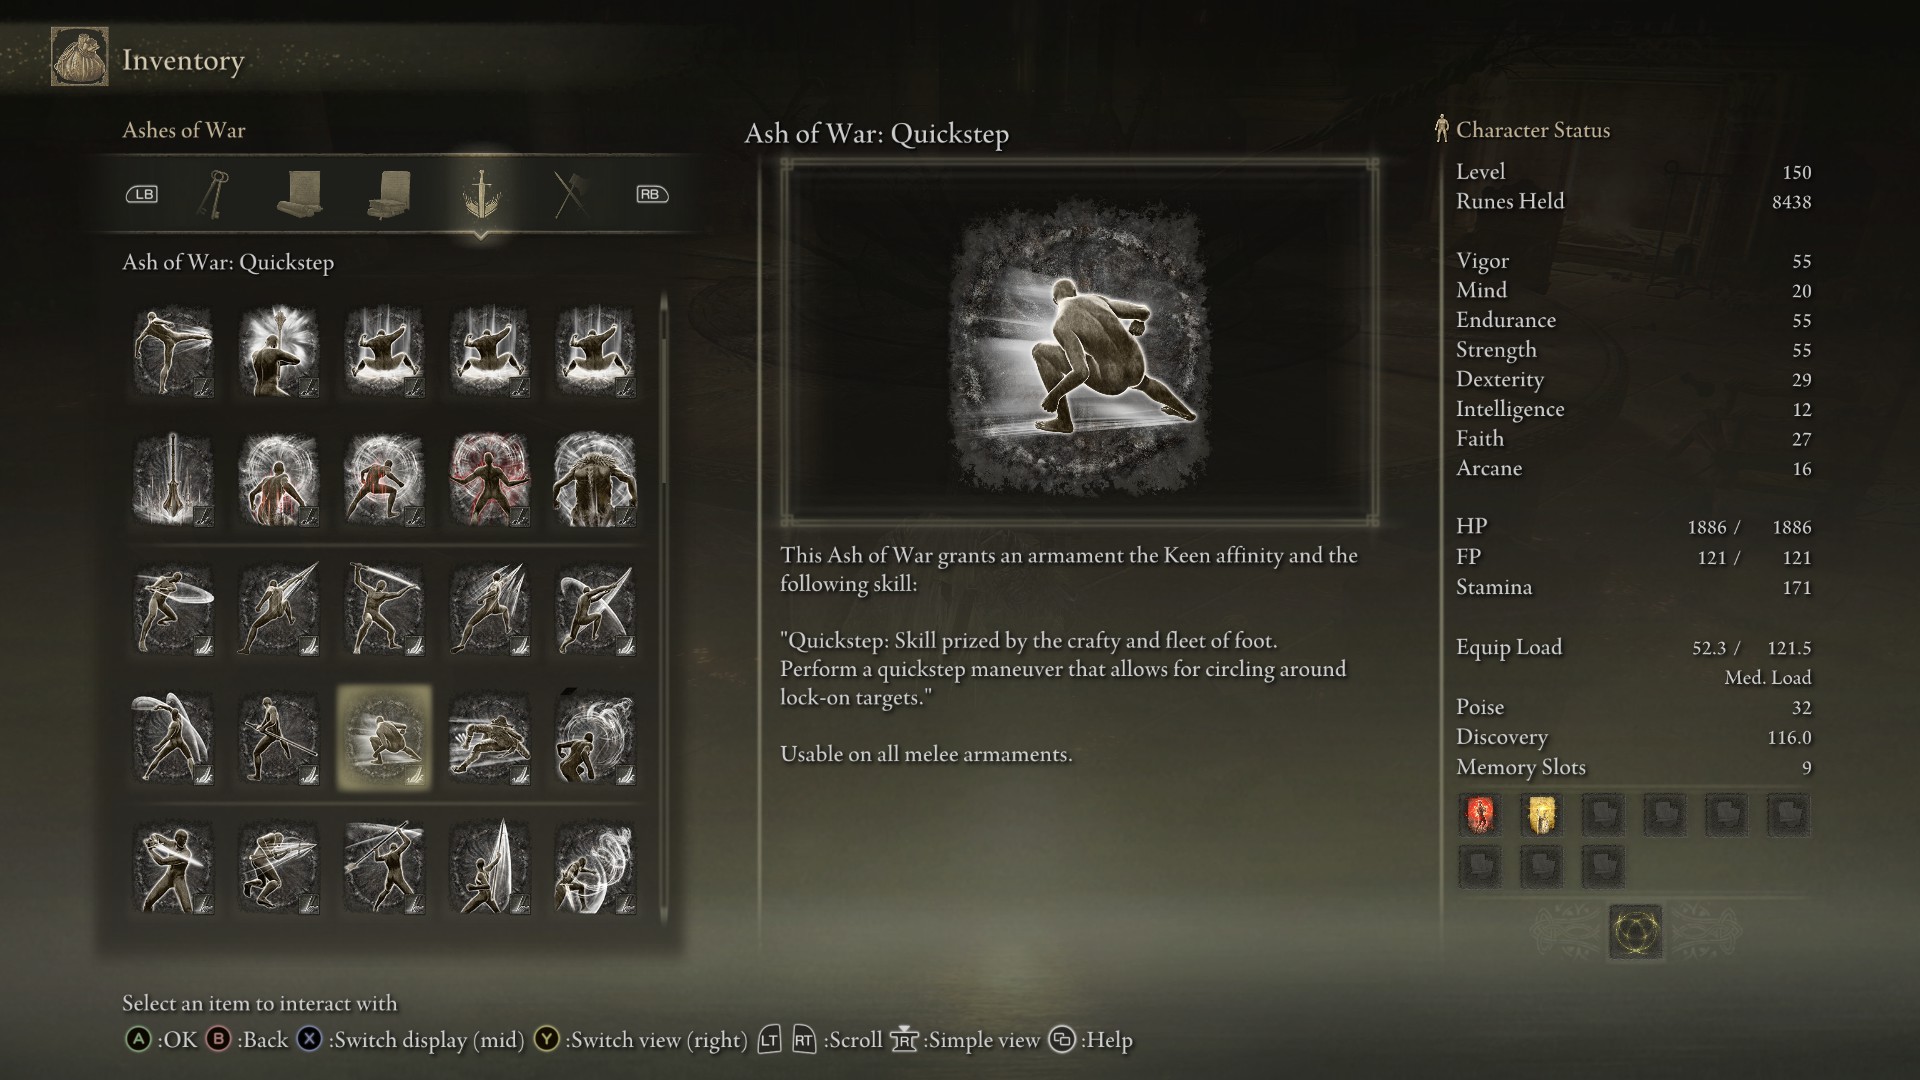 Inventory
Ashes of War
LB
RB
Ash of War: Quickstep
Ash of War: Quickstep
This Ash of War grants an armament the Keen affinity and the
following skill:
"Quickstep: Skill prized by the crafty and fleet of foot.
Perform a quickstep maneuver that allows for circling around
lock-on targets."
Usable on all melee armaments.
Character Status
Level 150
Runes Held 8438
Vigor 55
Mind 20
Endurance 55
Strength 55
Dexterity 29
Intelligence 12
Faith 27
Arcane 16
HP 1886 / 1886
FP 121 / 121
Stamina 171
Equip Load 52.3 / 121.5
Med. Load
Poise 32
Discovery 116.0
Memory Slots 9
Select an item to interact with
A :OK B :Back X :Switch display (mid) Y :Switch view (right) LT RT :Scroll R :Simple view :Help